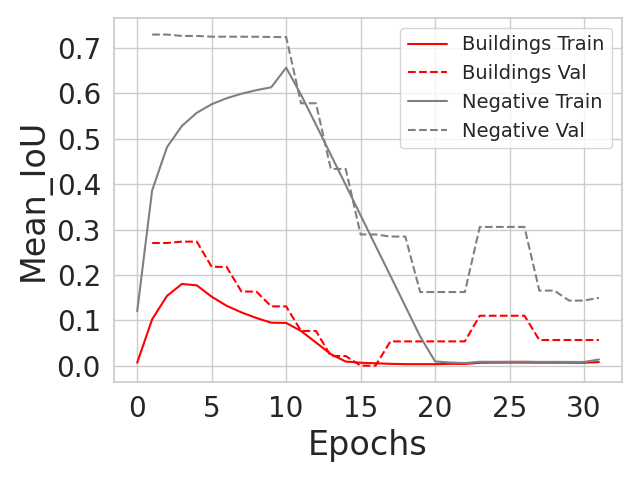 Buildings Train
Buildings Val
Negative Train
Negative Val
Mean_IoU
0.7
0.6
0.5
0.4
0.3
0.2
0.1
0.0
0 5 10 15 20 25 30
Epochs